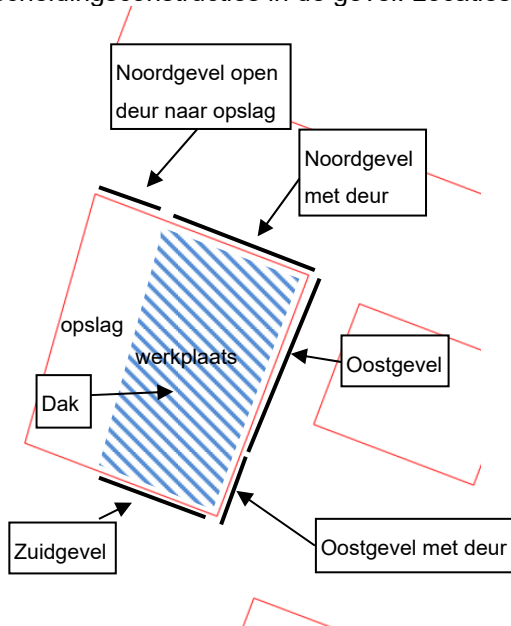 Noordgevel open
deur naar opslag
Noordgevel
met deur
opslag
werkplaats
Oostgevel
Dak
Zuidgevel
Oostgevel met deur